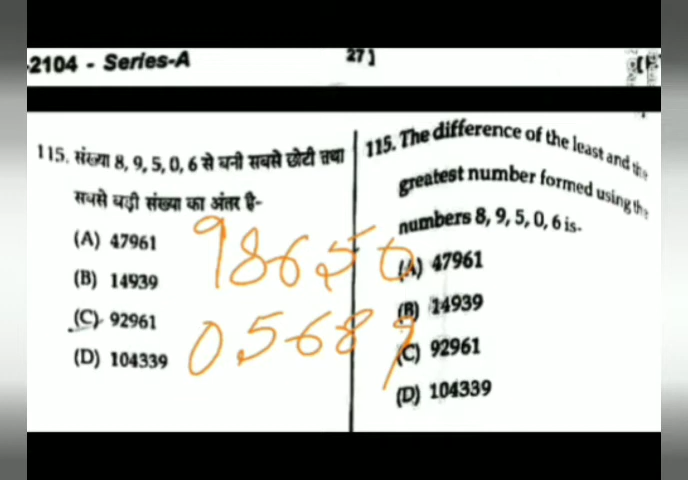 -2104 - Series-A
27]
115. संख्या 8, 9, 5, 0, 6 से बनी सबसे छोटी तथा
सबसे बड़ी संख्या का अंतर है-
(A) 47961
(B) 14939
(C) 92961
(D) 104339
115. The difference of the least and the
greatest number formed using the
numbers 8, 9, 5, 0, 6 is-
(A) 47961
(B) 14939
(C) 92961
(D) 104339
98650
05689